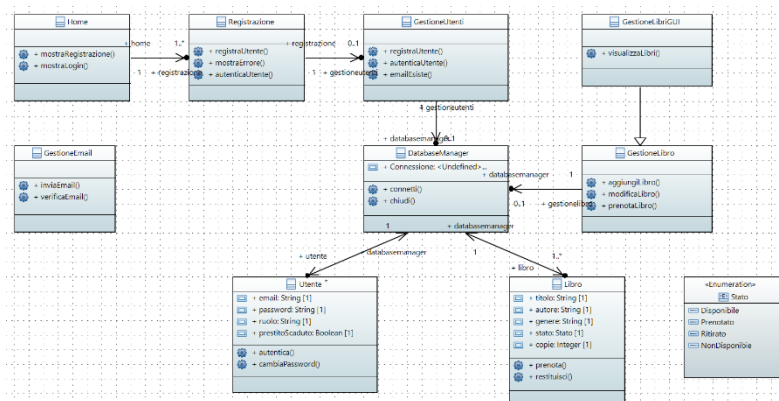 Home
+ mostraRegistrazione()
+ mostraLogin()
+ home
1..*
1
+ registrazione
Registrazione
+ registraUtente()
+ mostraErrore()
+ autenticaUtente()
+ registrazione
0..1
1
+ gestioneutenti
GestioneUtenti
+ registraUtente()
+ autenticaUtente()
+ emailEsiste()
GestioneLibriGUI
+ visualizzaLibri()
1
+ gestioneutenti
+ databasemanager
0..1
GestioneEmail
+ inviaEmail()
+ verificaEmail()
DatabaseManager
+ Connessione: <Undefined>...
+ connetti()
+ chiudi()
1
+ databasemanager
0..1
+ gestionelibro
GestioneLibro
+ aggiungiLibro()
+ modificaLibro()
+ prenotaLibro()
1
+ databasemanager
+ utente
*
+ databasemanager
1
1..*
+ libro
Utente
+ email: String [1]
+ password: String [1]
+ ruolo: String [1]
+ prestitoScaduto: Boolean [1]
+ autentica()
+ cambiaPassword()
Libro
+ titolo: String [1]
+ autore: String [1]
+ genere: String [1]
+ stato: Stato [1]
+ copie: Integer [1]
+ prenota()
+ restituisci()
«Enumeration»
Stato
Disponibile
Prenotato
Ritirato
NonDisponibie